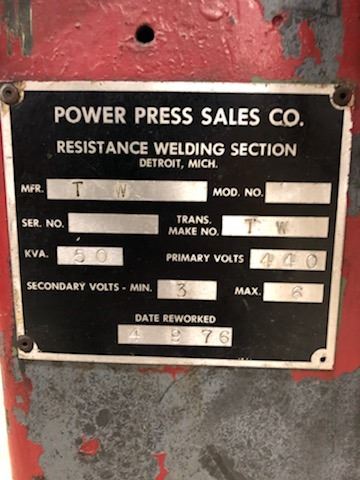 POWER PRESS SALES CO.
RESISTANCE WELDING SECTION
DETROIT, MICH.
MFR. T W MOD. NO.
SER. NO. TRANS. MAKE NO. T W
KVA. 50 PRIMARY VOLTS 440
SECONDARY VOLTS - MIN. 3 MAX. 6
DATE REWORKED
4 9 76